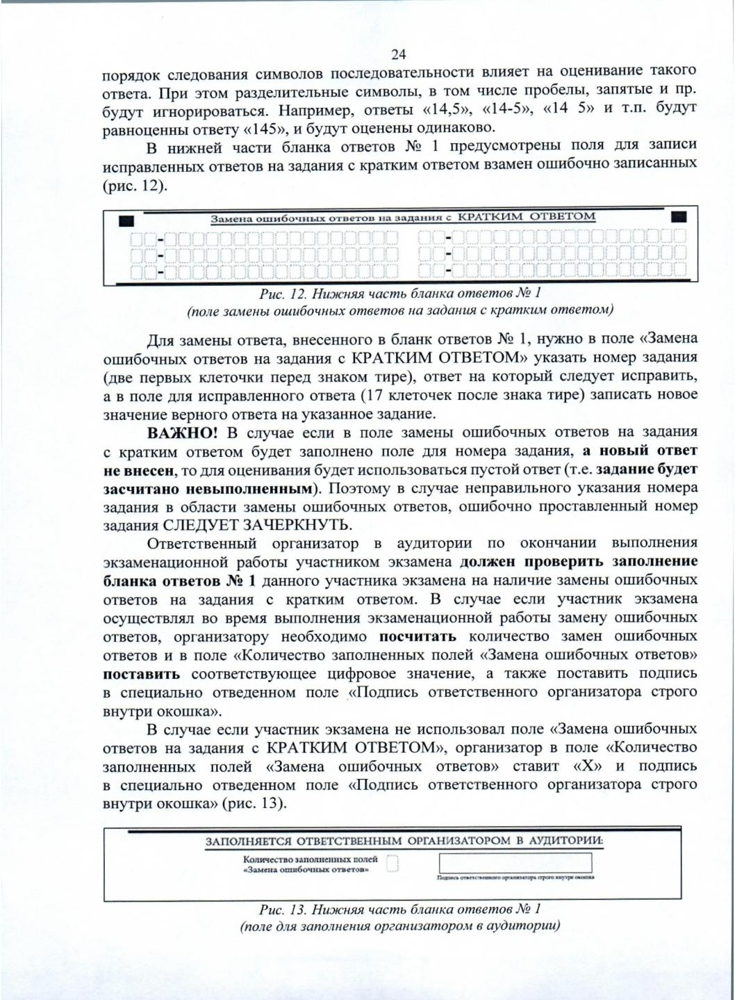 24
порядок следования символов последовательности влияет на оценивание такого
ответа. При этом разделительные символы, в том числе пробелы, запятые и пр.
будут игнорироваться. Например, ответы «14,5», «14-5», «14 5» и т.п. будут
равноценны ответу «145», и будут оценены одинаково.
В нижней части бланка ответов № 1 предусмотрены поля для записи
исправленных ответов на задания с кратким ответом взамен ошибочно записанных
(рис. 12).
Замена ошибочных ответов на задания с КРАТКИМ ОТВЕТОМ
Рис. 12. Нижняя часть бланка ответов № 1
(поле замены ошибочных ответов на задания с кратким ответом)
Для замены ответа, внесенного в бланк ответов № 1, нужно в поле «Замена
ошибочных ответов на задания с КРАТКИМ ОТВЕТОМ» указать номер задания
(две первых клеточки перед знаком тире), ответ на который следует исправить,
а в поле для исправленного ответа (17 клеточек после знака тире) записать новое
значение верного ответа на указанное задание.
ВАЖНО! В случае если в поле замены ошибочных ответов на задания
с кратким ответом будет заполнено поле для номера задания, а новый ответ
не внесен, то для оценивания будет использоваться пустой ответ (т.е. задание будет
засчитано невыполненным). Поэтому в случае неправильного указания номера
задания в области замены ошибочных ответов, ошибочно проставленный номер
задания СЛЕДУЕТ ЗАЧЕРКНУТЬ.
Ответственный организатор в аудитории по окончании выполнения
экзаменационной работы участником экзамена должен проверить заполнение
бланка ответов № 1 данного участника экзамена на наличие замены ошибочных
ответов на задания с кратким ответом. В случае если участник экзамена
осуществлял во время выполнения экзаменационной работы замену ошибочных
ответов, организатору необходимо посчитать количество замен ошибочных
ответов и в поле «Количество заполненных полей «Замена ошибочных ответов»
поставить соответствующее цифровое значение, а также поставить подпись
в специально отведенном поле «Подпись ответственного организатора строго
внутри окошка».
В случае если участник экзамена не использовал поле «Замена ошибочных
ответов на задания с КРАТКИМ ОТВЕТОМ», организатор в поле «Количество
заполненных полей «Замена ошибочных ответов» ставит «Х» и подпись
в специально отведенном поле «Подпись ответственного организатора строго
внутри окошка» (рис. 13).
ЗАПОЛНЯЕТСЯ ОТВЕТСТВЕННЫМ ОРГАНИЗАТОРОМ В АУДИТОРИИ:
Количество заполненных полей
«Замена ошибочных ответов»
Подпись ответственного организатора строго внутри окошка
Рис. 13. Нижняя часть бланка ответов № 1
(поле для заполнения организатором в аудитории)